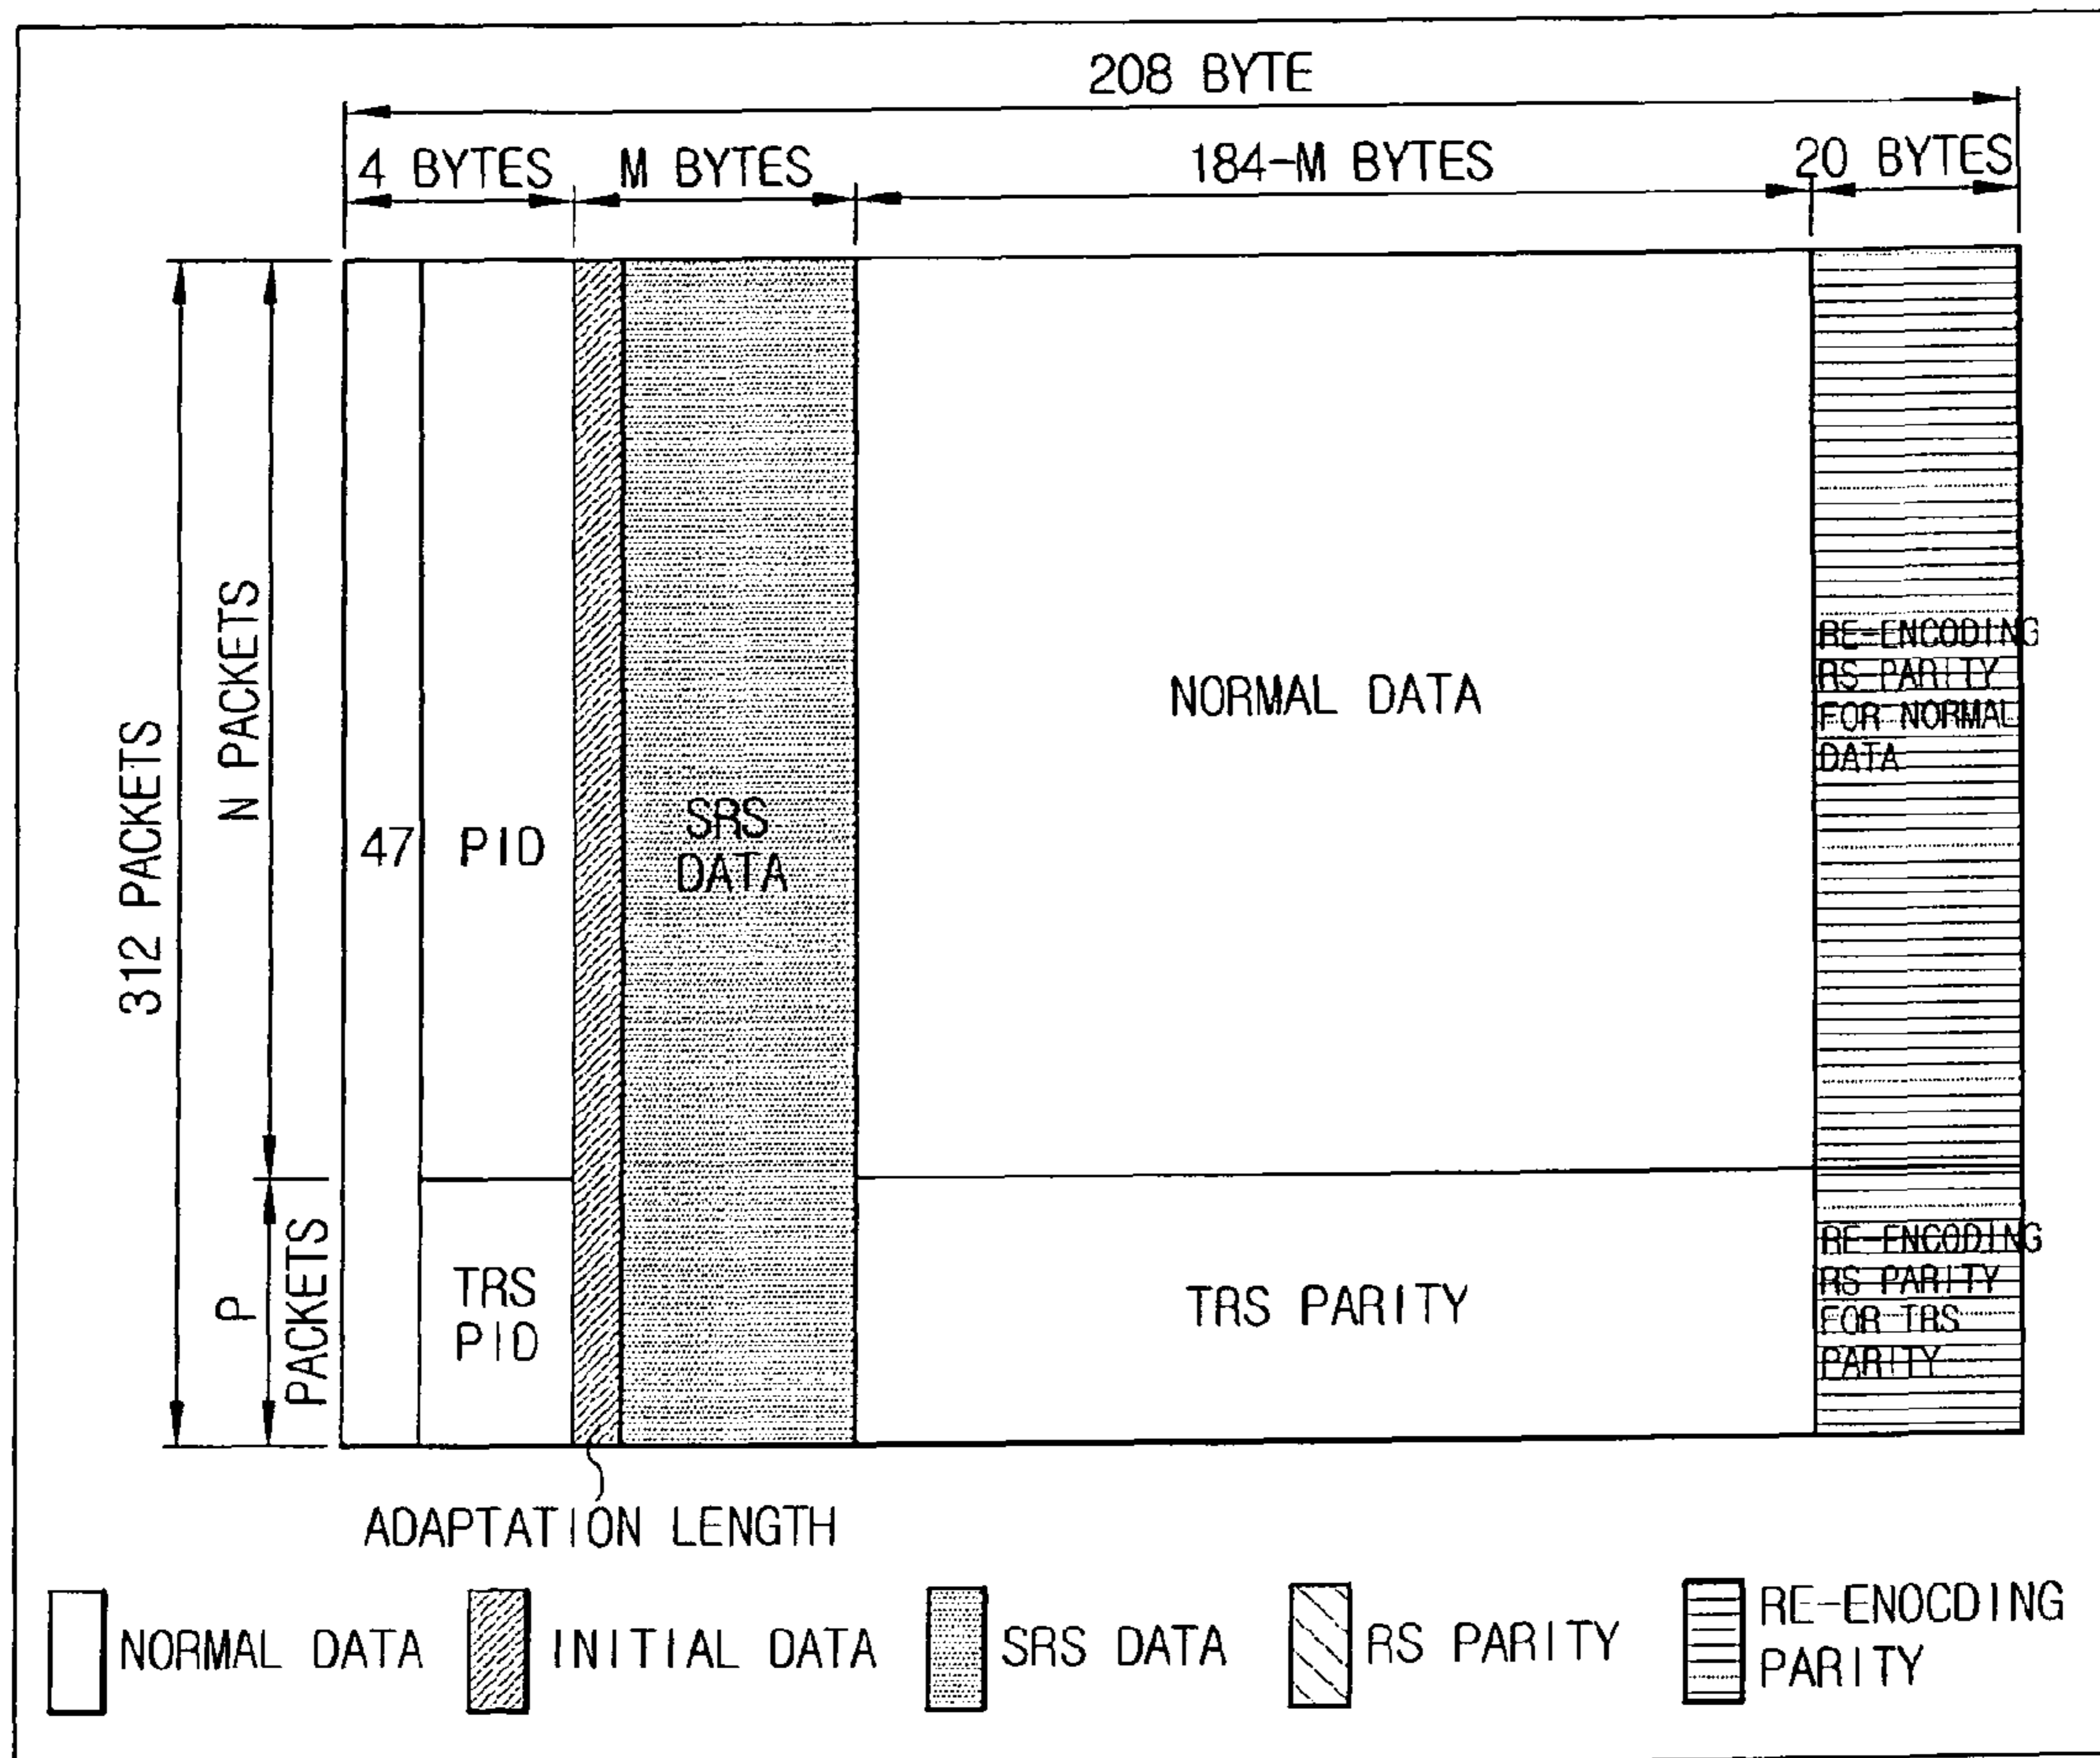 208 BYTE
4 BYTES
M BYTES
184-M BYTES
20 BYTES
312 PACKETS
N PACKETS
47
PID
SRS
DATA
NORMAL DATA
RE-ENCODING
RS PARITY
FOR NORMAL
DATA
P
PACKETS
TRS
PID
TRS PARITY
RE-ENCODING
RS PARITY
FOR TRS
PARITY
ADAPTATION LENGTH
NORMAL DATA
INITIAL DATA
SRS DATA
RS PARITY
RE-ENOCDING
PARITY